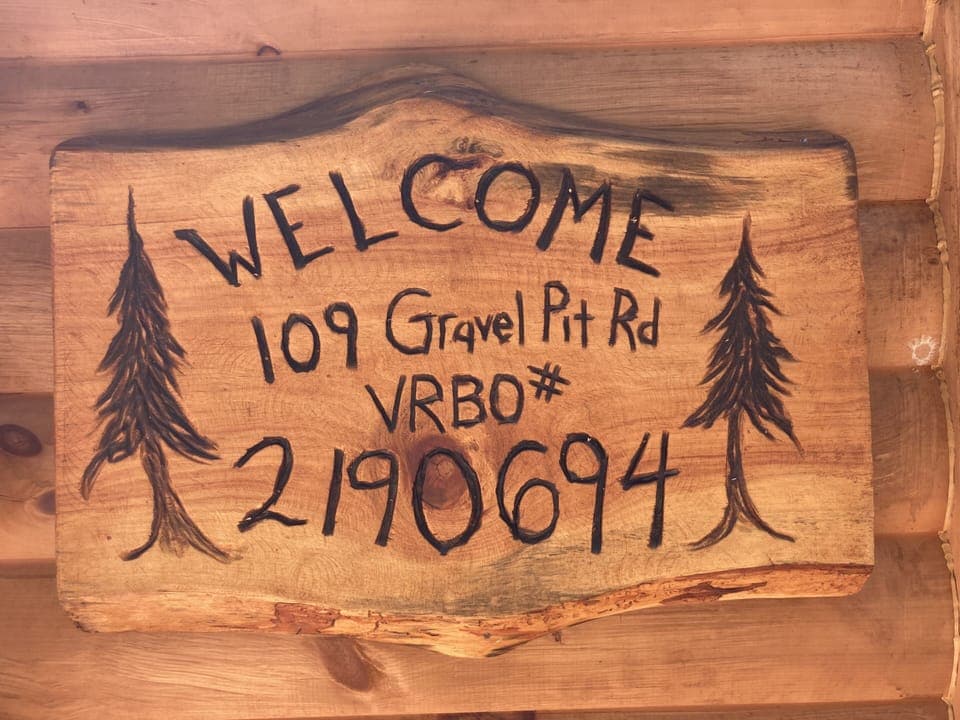 WELCOME
109 Gravel Pit Rd
VRBO#
2190694